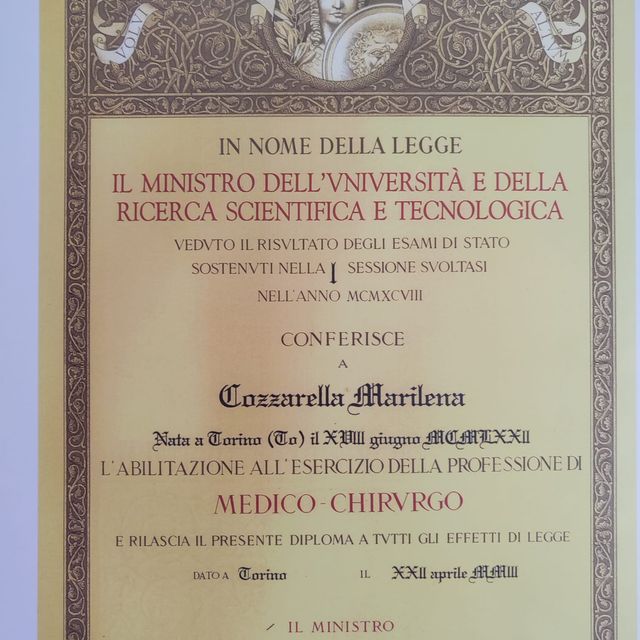 VOLVI
IN NOME DELLA LEGGE
IL MINISTRO DELL'VNIVERSITÀ E DELLA
RICERCA SCIENTIFICA E TECNOLOGICA
VEDVTO IL RISVLTATO DEGLI ESAMI DI STATO
SOSTENVTI NELLA I SESSIONE SVOLTASI
NELL'ANNO MCMXCVIII
CONFERISCE
A
Cozzarella Marilena
Nata a Torino (To) il XVIII giugno MCMLXXII
L'ABILITAZIONE ALL'ESERCIZIO DELLA PROFESSIONE DI
MEDICO-CHIRVRGO
E RILASCIA IL PRESENTE DIPLOMA A TVTTI GLI EFFETTI DI LEGGE
DATO A Torino IL XXII aprile MMIII
IL MINISTRO